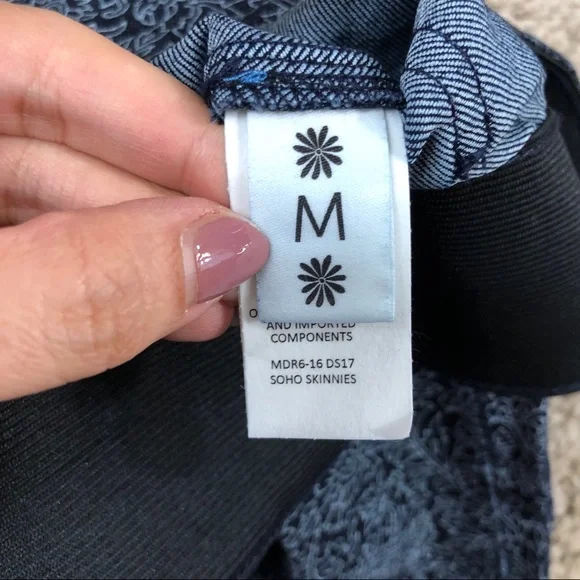 M
AND IMPORTED
COMPONENTS
MDR6-16 DS17
SOHO SKINNIES